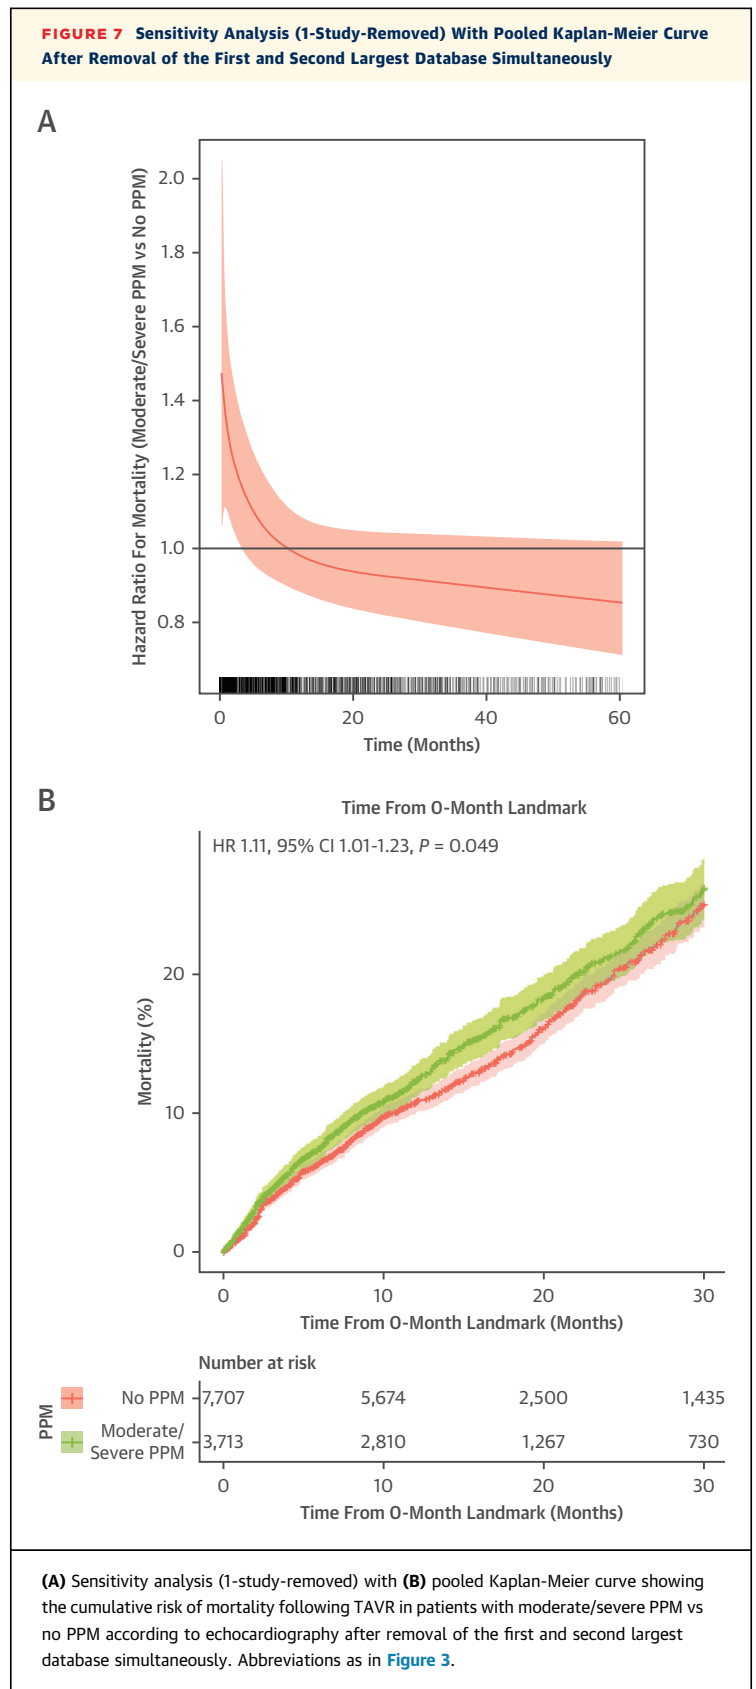 FIGURE 7 Sensitivity Analysis (1-Study-Removed) With Pooled Kaplan-Meier Curve
After Removal of the First and Second Largest Database Simultaneously
A
Hazard Ratio For Mortality (Moderate/Severe PPM vs No PPM)
2.0
1.8
1.6
1.4
1.2
1.0
0.8
0 20 40 60
Time (Months)
B
Time From 0-Month Landmark
HR 1.11, 95% CI 1.01-1.23, P = 0.049
Mortality (%)
20
10
0
0 10 20 30
Time From 0-Month Landmark (Months)
Number at risk
PPM
No PPM 7,707 5,674 2,500 1,435
Moderate/
Severe PPM 3,713 2,810 1,267 730
0 10 20 30
Time From 0-Month Landmark (Months)
(A) Sensitivity analysis (1-study-removed) with (B) pooled Kaplan-Meier curve showing
the cumulative risk of mortality following TAVR in patients with moderate/severe PPM vs
no PPM according to echocardiography after removal of the first and second largest
database simultaneously. Abbreviations as in Figure 3.